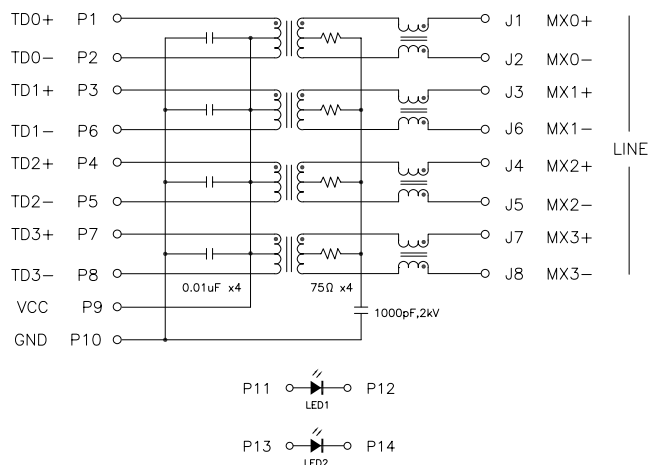 TD0+ P1 J1 MX0+
TD0- P2 J2 MX0-
TD1+ P3 J3 MX1+
TD1- P6 J6 MX1-
LINE
TD2+ P4 J4 MX2+
TD2- P5 J5 MX2-
TD3+ P7 J7 MX3+
TD3- P8 J8 MX3-
0.01uF x4 75Ω x4
VCC P9
1000pF,2kV
GND P10
P11 P12
LED1
P13 P14
LED2